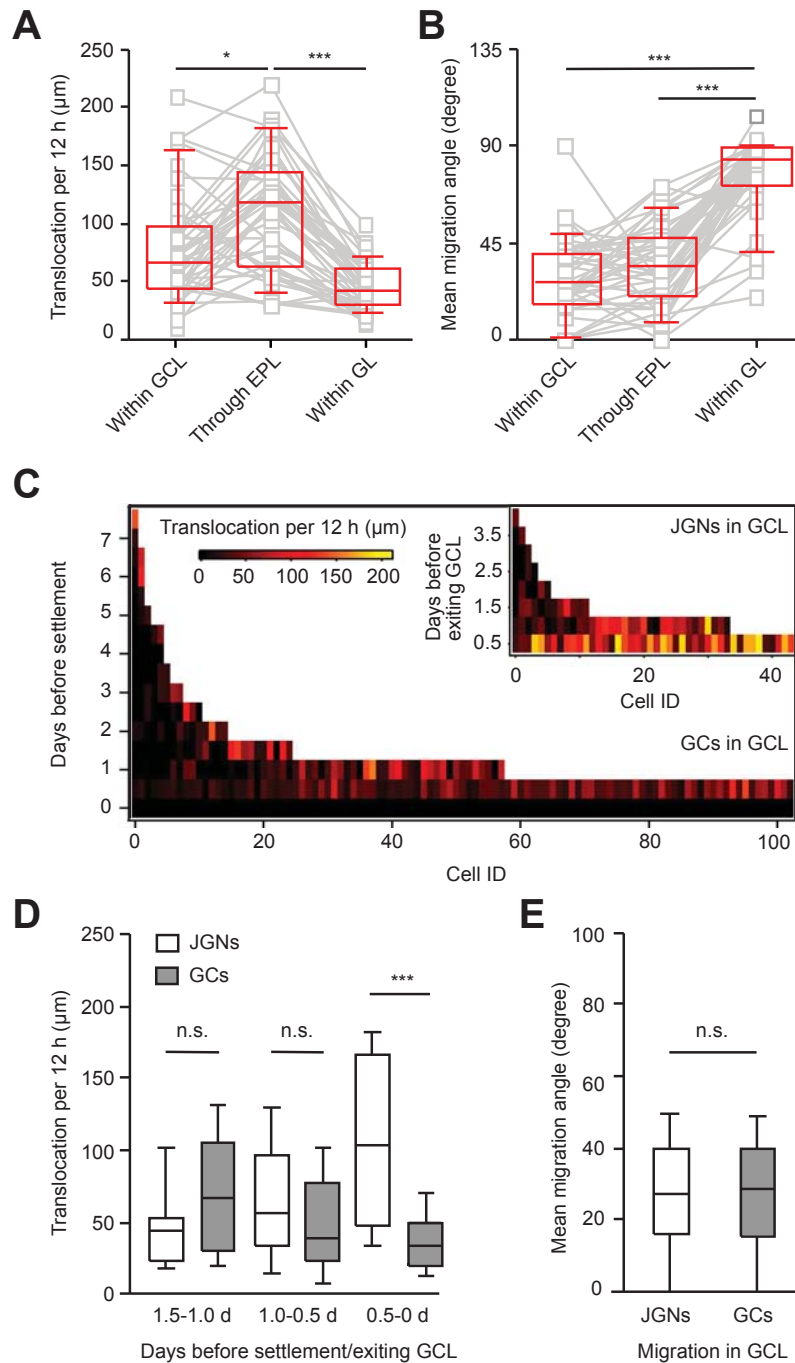 A
Translocation per 12 h (µm)
250
200
150
100
50
0
*
***
Within GCL
Through EPL
Within GL
B
Mean migration angle (degree)
135
90
45
0
***
***
Within GCL
Through EPL
Within GL
C
Days before settlement
7
6
5
4
3
2
1
0
Translocation per 12 h (µm)
0 50 100 150 200
Days before
exiting GCL
3.5
2.5
1.5
0.5
JGNs in GCL
0 20 40
Cell ID
GCs in GCL
0 20 40 60 80 100
Cell ID
D
Translocation per 12 h (µm)
250
200
150
100
50
0
JGNs
GCs
n.s.
n.s.
***
1.5-1.0 d 1.0-0.5 d 0.5-0 d
Days before settlement/exiting GCL
E
Mean migration angle (degree)
100
80
60
40
20
0
n.s.
JGNs GCs
Migration in GCL